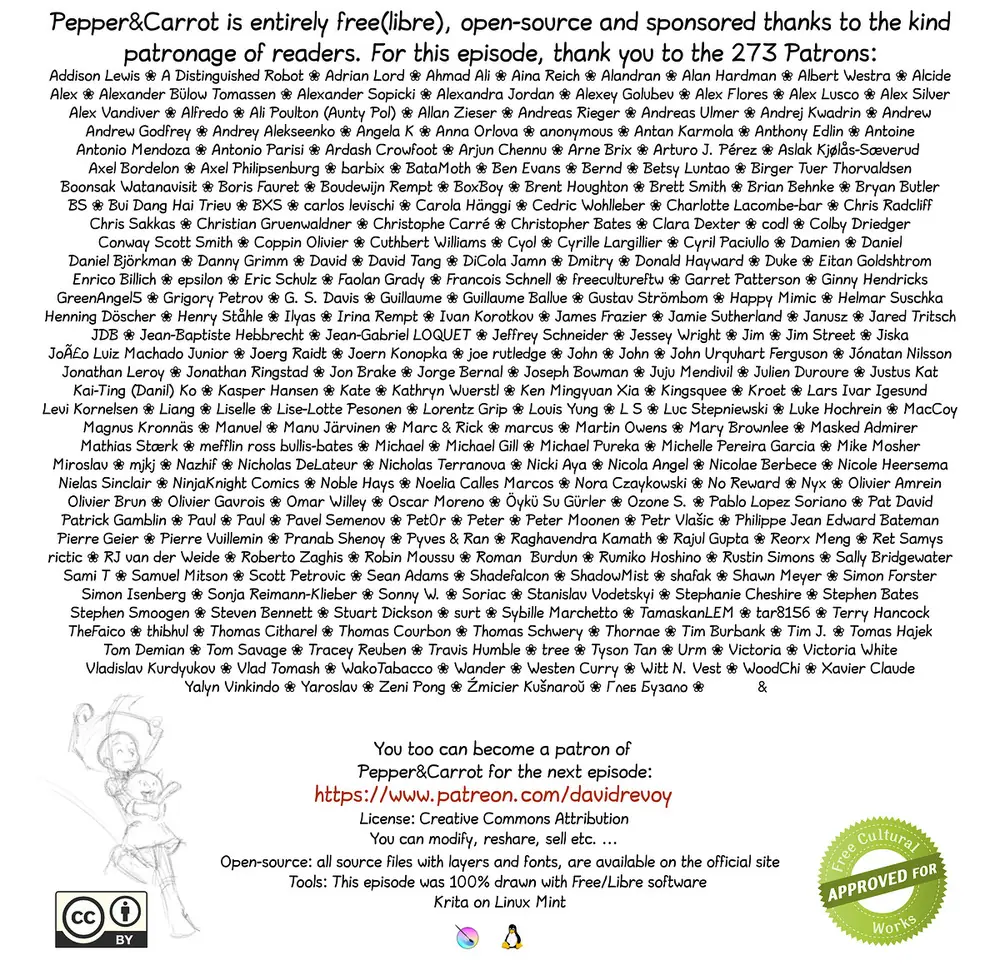 Pepper&Carrot is entirely free(libre), open-source and sponsored thanks to the kind
patronage of readers. For this episode, thank you to the 273 Patrons:
Addison Lewis ❀ A Distinguished Robot ❀ Adrian Lord ❀ Ahmad Ali ❀ Aina Reich ❀ Alandran ❀ Alan Hardman ❀ Albert Westra ❀ Alcide
Alex ❀ Alexander Bülow Tomassen ❀ Alexander Sopicki ❀ Alexandra Jordan ❀ Alexey Golubev ❀ Alex Flores ❀ Alex Lusco ❀ Alex Silver
Alex Vandiver ❀ Alfredo ❀ Ali Poulton (Aunty Pol) ❀ Allan Zieser ❀ Andreas Rieger ❀ Andreas Ulmer ❀ Andrej Kwadrin ❀ Andrew
Andrew Godfrey ❀ Andrey Alekseenko ❀ Angela K ❀ Anna Orlova ❀ anonymous ❀ Antan Karmola ❀ Anthony Edlin ❀ Antoine
Antonio Mendoza ❀ Antonio Parisi ❀ Ardash Crowfoot ❀ Arjun Chennu ❀ Arne Brix ❀ Arturo J. Pérez ❀ Aslak Kjølås-Sæverud
Axel Bordelon ❀ Axel Philipsenburg ❀ barbix ❀ BataMoth ❀ Ben Evans ❀ Bernd ❀ Betsy Luntao ❀ Birger Tuer Thorvaldsen
Boonsak Watanavisit ❀ Boris Fauret ❀ Boudewijn Rempt ❀ BoxBoy ❀ Brent Houghton ❀ Brett Smith ❀ Brian Behnke ❀ Bryan Butler
BS ❀ Bui Dang Hai Trieu ❀ BXS ❀ carlos levischi ❀ Carola Hänggi ❀ Cedric Wohlleber ❀ Charlotte Lacombe-bar ❀ Chris Radcliff
Chris Sakkas ❀ Christian Gruenwaldner ❀ Christophe Carré ❀ Christopher Bates ❀ Clara Dexter ❀ codl ❀ Colby Driedger
Conway Scott Smith ❀ Coppin Olivier ❀ Cuthbert Williams ❀ Cyol ❀ Cyrille Largillier ❀ Cyril Paciullo ❀ Damien ❀ Daniel
Daniel Björkman ❀ Danny Grimm ❀ David ❀ David Tang ❀ DiCola Jamn ❀ Dmitry ❀ Donald Hayward ❀ Duke ❀ Eitan Goldshtrom
Enrico Billich ❀ epsilon ❀ Eric Schulz ❀ Faolan Grady ❀ Francois Schnell ❀ freecultureftw ❀ Garret Patterson ❀ Ginny Hendricks
GreenAngel5 ❀ Grigory Petrov ❀ G. S. Davis ❀ Guillaume ❀ Guillaume Ballue ❀ Gustav Strömbom ❀ Happy Mimic ❀ Helmar Suschka
Henning Döscher ❀ Henry Ståhle ❀ Ilyas ❀ Irina Rempt ❀ Ivan Korotkov ❀ James Frazier ❀ Jamie Sutherland ❀ Janusz ❀ Jared Tritsch
JDB ❀ Jean-Baptiste Hebbrecht ❀ Jean-Gabriel LOQUET ❀ Jeffrey Schneider ❀ Jessey Wright ❀ Jim ❀ Jim Street ❀ Jiska
JoÃ£o Luiz Machado Junior ❀ Joerg Raidt ❀ Joern Konopka ❀ joe rutledge ❀ John ❀ John ❀ John Urquhart Ferguson ❀ Jónatan Nilsson
Jonathan Leroy ❀ Jonathan Ringstad ❀ Jon Brake ❀ Jorge Bernal ❀ Joseph Bowman ❀ Juju Mendivil ❀ Julien Duroure ❀ Justus Kat
Kai-Ting (Danil) Ko ❀ Kasper Hansen ❀ Kate ❀ Kathryn Wuerstl ❀ Ken Mingyuan Xia ❀ Kingsquee ❀ Kroet ❀ Lars Ivar Igesund
Levi Kornelsen ❀ Liang ❀ Liselle ❀ Lise-Lotte Pesonen ❀ Lorentz Grip ❀ Louis Yung ❀ L S ❀ Luc Stepniewski ❀ Luke Hochrein ❀ MacCoy
Magnus Kronnäs ❀ Manuel ❀ Manu Järvinen ❀ Marc & Rick ❀ marcus ❀ Martin Owens ❀ Mary Brownlee ❀ Masked Admirer
Mathias Stærk ❀ mefflin ross bullis-bates ❀ Michael ❀ Michael Gill ❀ Michael Pureka ❀ Michelle Pereira Garcia ❀ Mike Mosher
Miroslav ❀ mjkj ❀ Nazhif ❀ Nicholas DeLateur ❀ Nicholas Terranova ❀ Nicki Aya ❀ Nicola Angel ❀ Nicolae Berbece ❀ Nicole Heersema
Nielas Sinclair ❀ NinjaKnight Comics ❀ Noble Hays ❀ Noelia Calles Marcos ❀ Nora Czaykowski ❀ No Reward ❀ Nyx ❀ Olivier Amrein
Olivier Brun ❀ Olivier Gavrois ❀ Omar Willey ❀ Oscar Moreno ❀ Öykü Su Gürler ❀ Ozone S. ❀ Pablo Lopez Soriano ❀ Pat David
Patrick Gamblin ❀ Paul ❀ Paul ❀ Pavel Semenov ❀ Pet0r ❀ Peter ❀ Peter Moonen ❀ Petr Vlašic ❀ Philippe Jean Edward Bateman
Pierre Geier ❀ Pierre Vuillemin ❀ Pranab Shenoy ❀ Pyves & Ran ❀ Raghavendra Kamath ❀ Rajul Gupta ❀ Reorx Meng ❀ Ret Samys
rictic ❀ RJ van der Weide ❀ Roberto Zaghis ❀ Robin Moussu ❀ Roman Burdun ❀ Rumiko Hoshino ❀ Rustin Simons ❀ Sally Bridgewater
Sami T ❀ Samuel Mitson ❀ Scott Petrovic ❀ Sean Adams ❀ Shadefalcon ❀ ShadowMist ❀ shafak ❀ Shawn Meyer ❀ Simon Forster
Simon Isenberg ❀ Sonja Reimann-Klieber ❀ Sonny W. ❀ Soriac ❀ Stanislav Vodetskyi ❀ Stephanie Cheshire ❀ Stephen Bates
Stephen Smoogen ❀ Steven Bennett ❀ Stuart Dickson ❀ surt ❀ Sybille Marchetto ❀ TamaskanLEM ❀ tar8156 ❀ Terry Hancock
TheFaico ❀ thibhul ❀ Thomas Citharel ❀ Thomas Courbon ❀ Thomas Schwery ❀ Thornae ❀ Tim Burbank ❀ Tim J. ❀ Tomas Hajek
Tom Demian ❀ Tom Savage ❀ Tracey Reuben ❀ Travis Humble ❀ tree ❀ Tyson Tan ❀ Urm ❀ Victoria ❀ Victoria White
Vladislav Kurdyukov ❀ Vlad Tomash ❀ WakoTabacco ❀ Wander ❀ Westen Curry ❀ Witt N. Vest ❀ WoodChi ❀ Xavier Claude
Yalyn Vinkindo ❀ Yaroslav ❀ Zeni Pong ❀ Źmicier Kušnaroŭ ❀ Глеб Бузало ❀ &
You too can become a patron of
Pepper&Carrot for the next episode:
https://www.patreon.com/davidrevoy
License: Creative Commons Attribution
You can modify, reshare, sell etc. ...
Open-source: all source files with layers and fonts, are available on the official site
Tools: This episode was 100% drawn with Free/Libre software
Krita on Linux Mint
cc
BY
Free Cultural
APPROVED FOR
Works